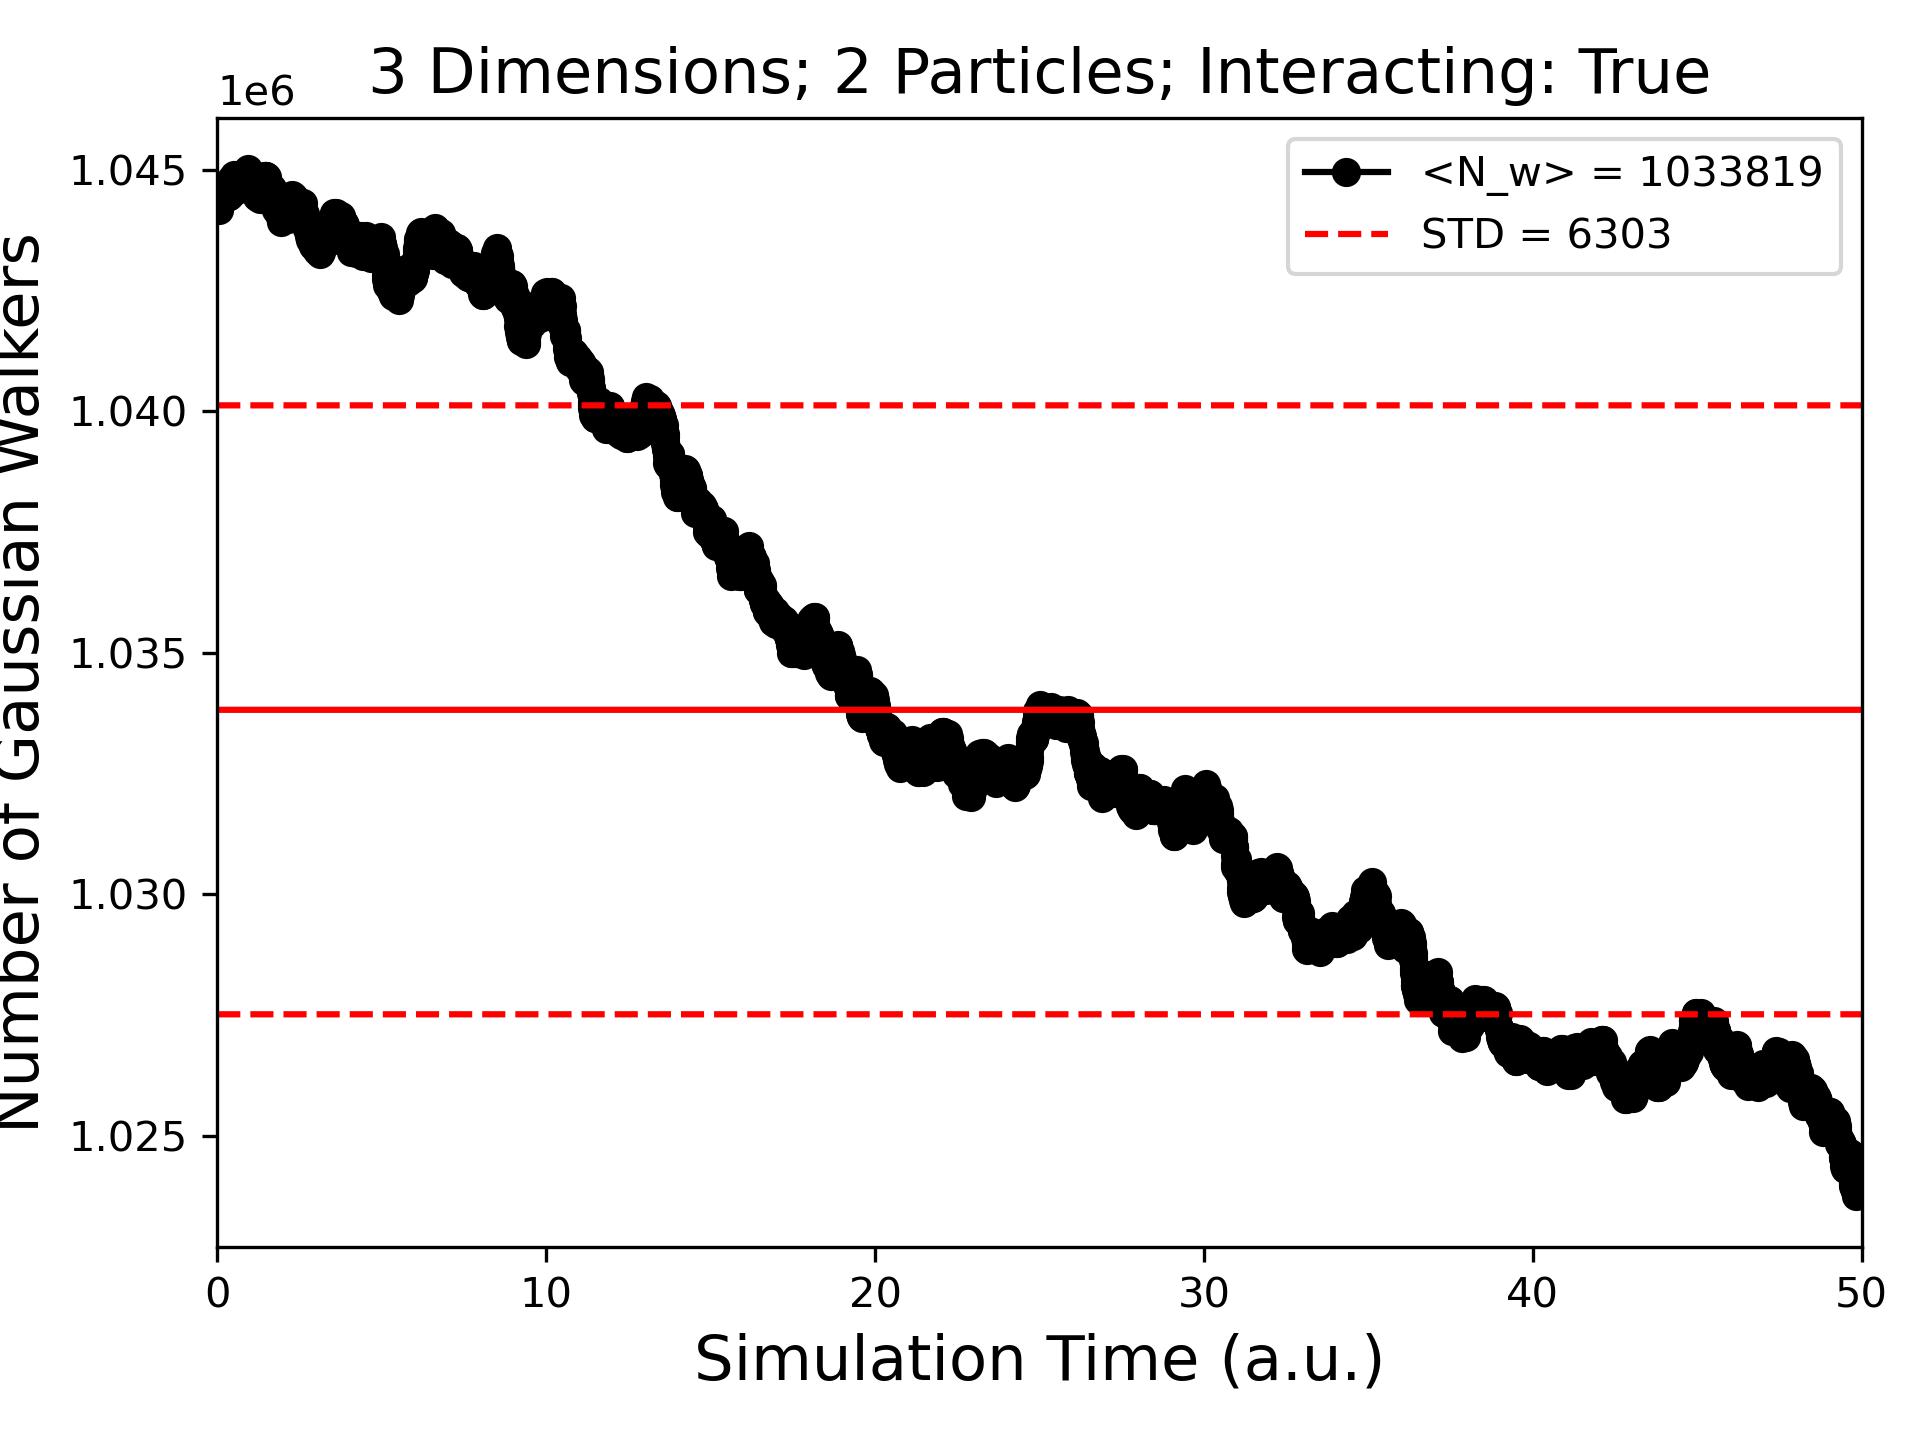 3 Dimensions; 2 Particles; Interacting: True
1e6
<N_w> = 1033819
STD = 6303
Number of Gaussian Walkers
1.045
1.040
1.035
1.030
1.025
0 10 20 30 40 50
Simulation Time (a.u.)